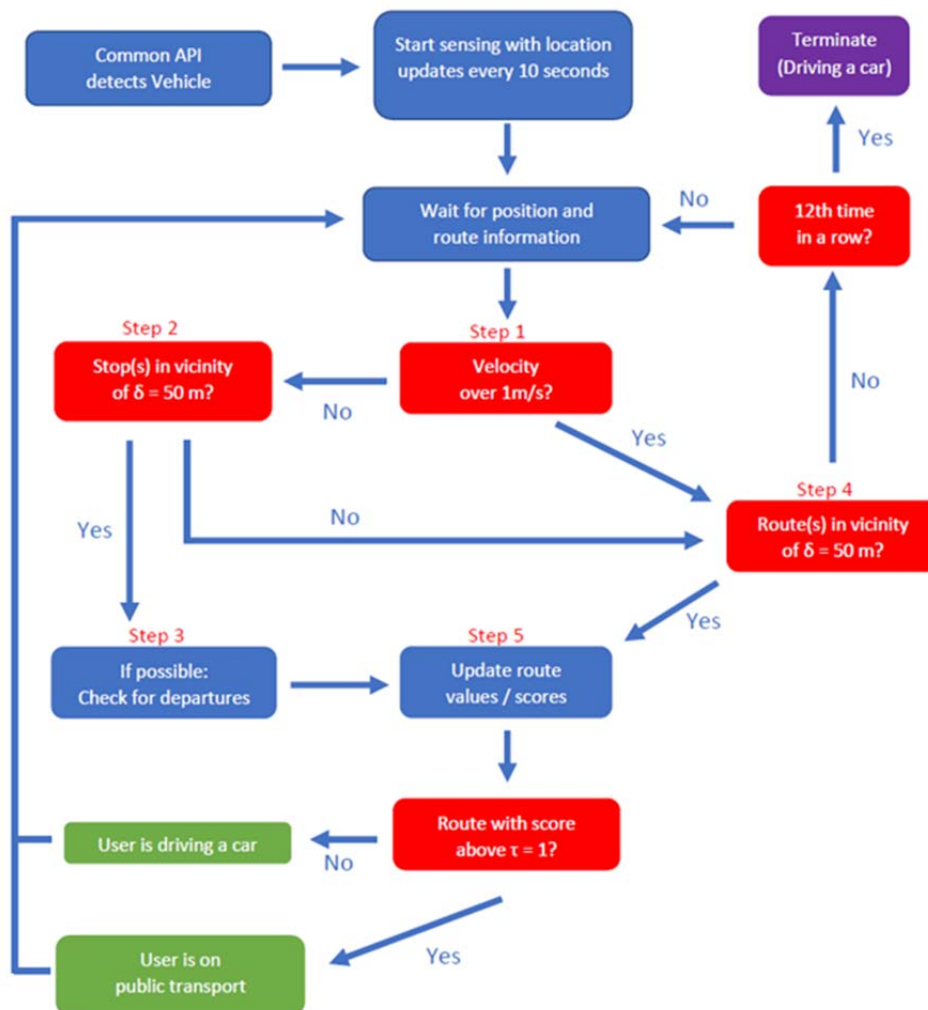 Common API
detects Vehicle
Start sensing with location
updates every 10 seconds
Terminate
(Driving a car)
Yes
Wait for position and
route information
No
12th time
in a row?
Step 2
Step 1
Stop(s) in vicinity
of δ = 50 m?
No
Velocity
over 1m/s?
No
Yes
Step 4
Yes
No
Route(s) in vicinity
of δ = 50 m?
Yes
Step 3
Step 5
If possible:
Check for departures
Update route
values / scores
User is driving a car
No
Route with score
above τ = 1?
Yes
User is on
public transport